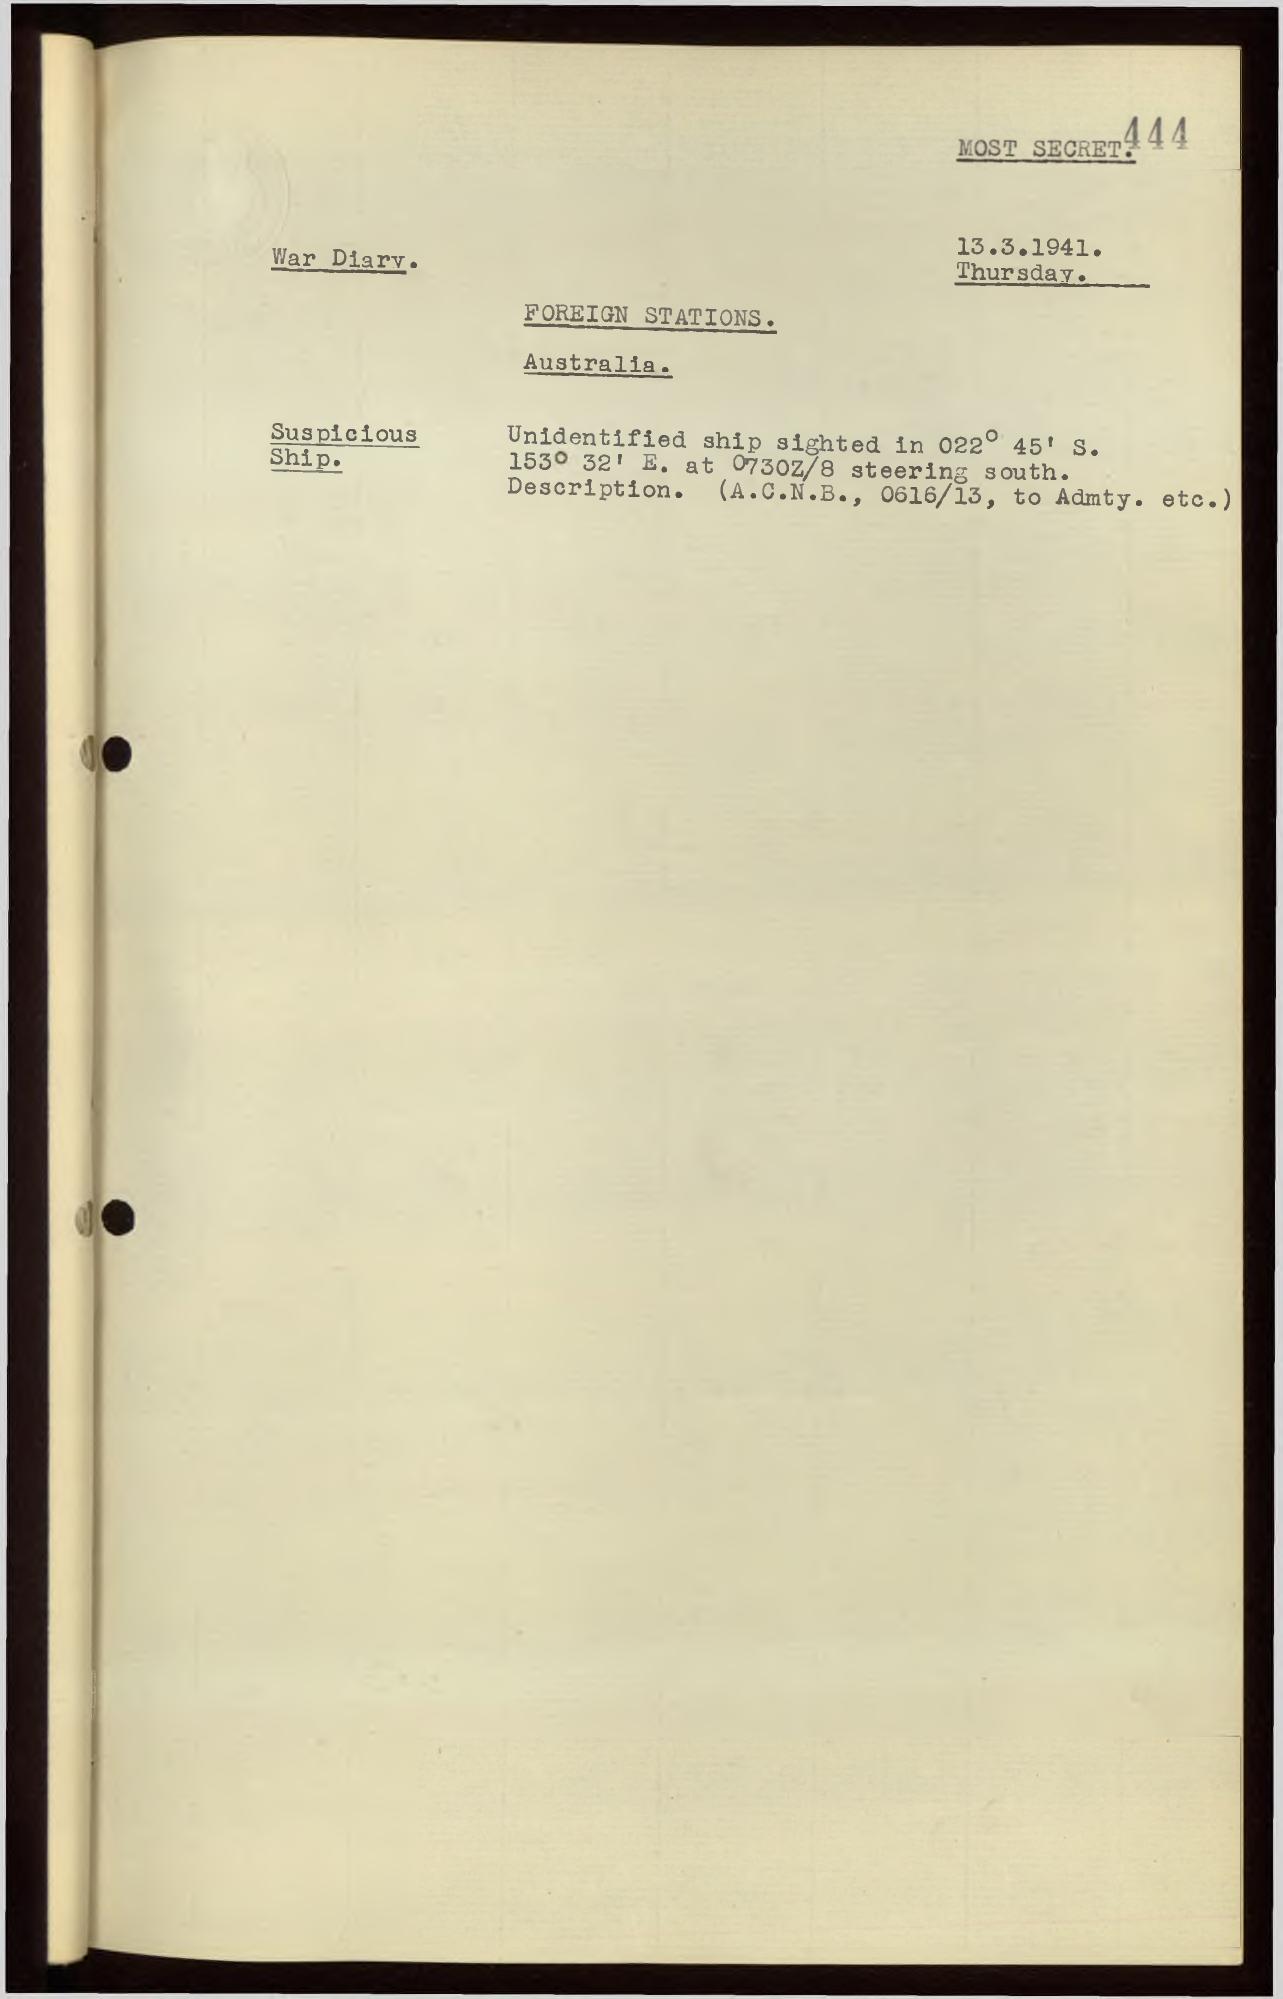 444
MOST SECRET.
War Diary.
13.3.1941.
Thursday.
FOREIGN STATIONS.
Australia.
Suspicious
Ship.
Unidentified ship sighted in 022° 45' S.
153° 32' E. at 0730Z/8 steering south.
Description. (A.C.N.B., 0616/13, to Admty. etc.)